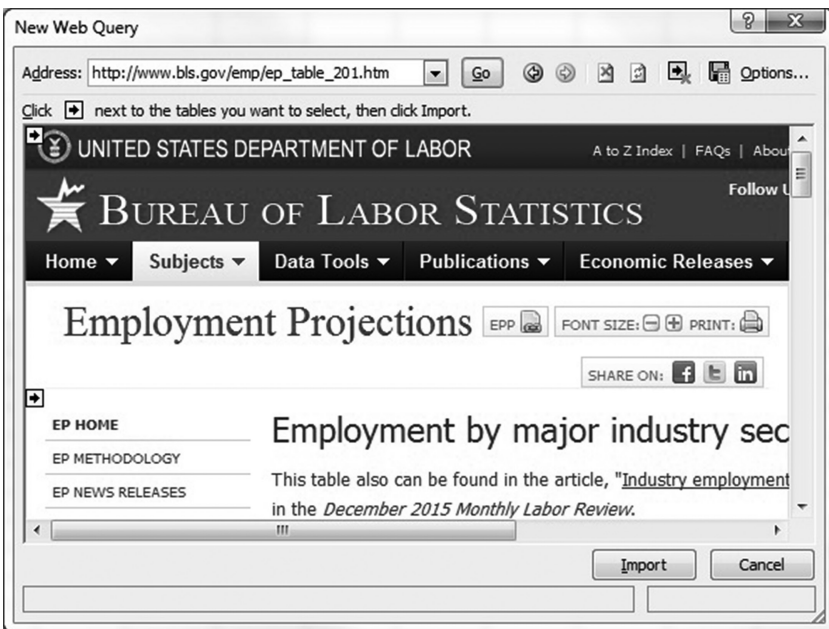 New Web Query
Address: http://www.bls.gov/emp/ep_table_201.htm Go Options...
Click next to the tables you want to select, then click Import.
UNITED STATES DEPARTMENT OF LABOR A to Z Index | FAQs | Abou
Follow U
BUREAU OF LABOR STATISTICS
Home Subjects Data Tools Publications Economic Releases
Employment Projections EPP FONT SIZE: PRINT:
SHARE ON:
EP HOME
Employment by major industry sec
EP METHODOLOGY
This table also can be found in the article, "Industry employment
EP NEWS RELEASES
in the December 2015 Monthly Labor Review.
Import Cancel